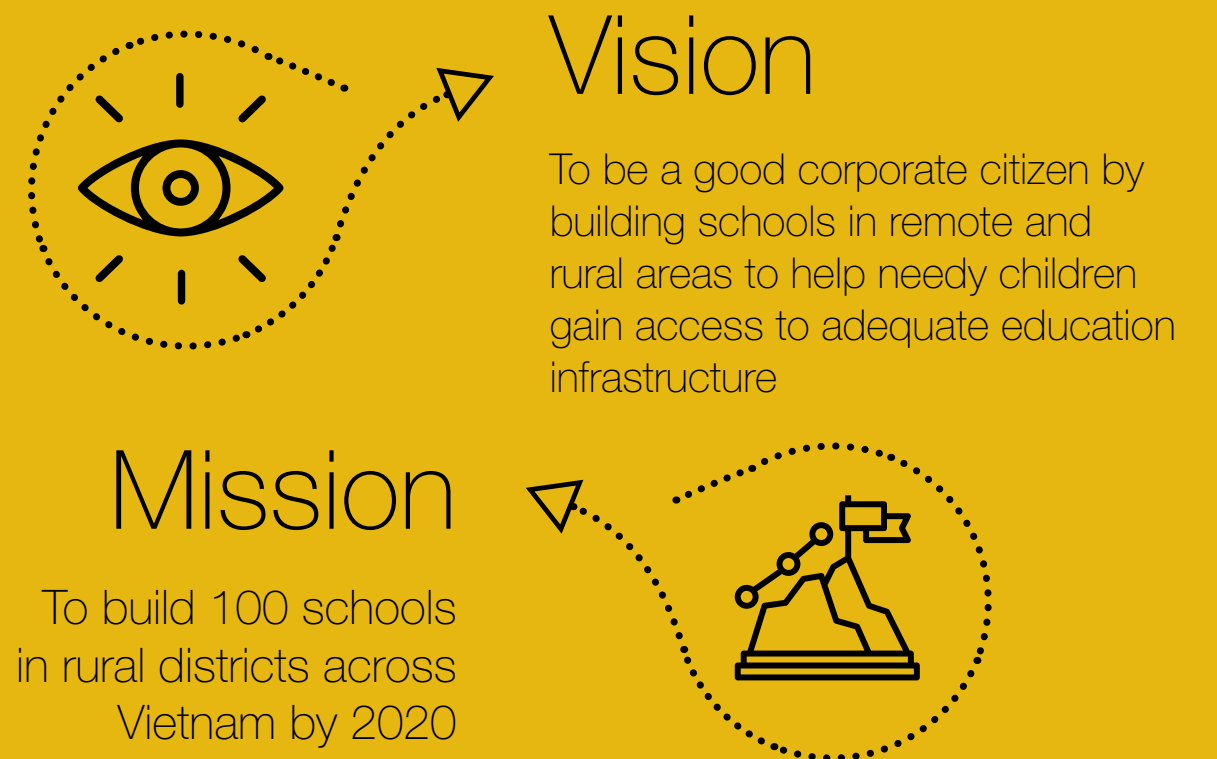 Vision
To be a good corporate citizen by
building schools in remote and
rural areas to help needy children
gain access to adequate education
infrastructure
Mission
To build 100 schools
in rural districts across
Vietnam by 2020